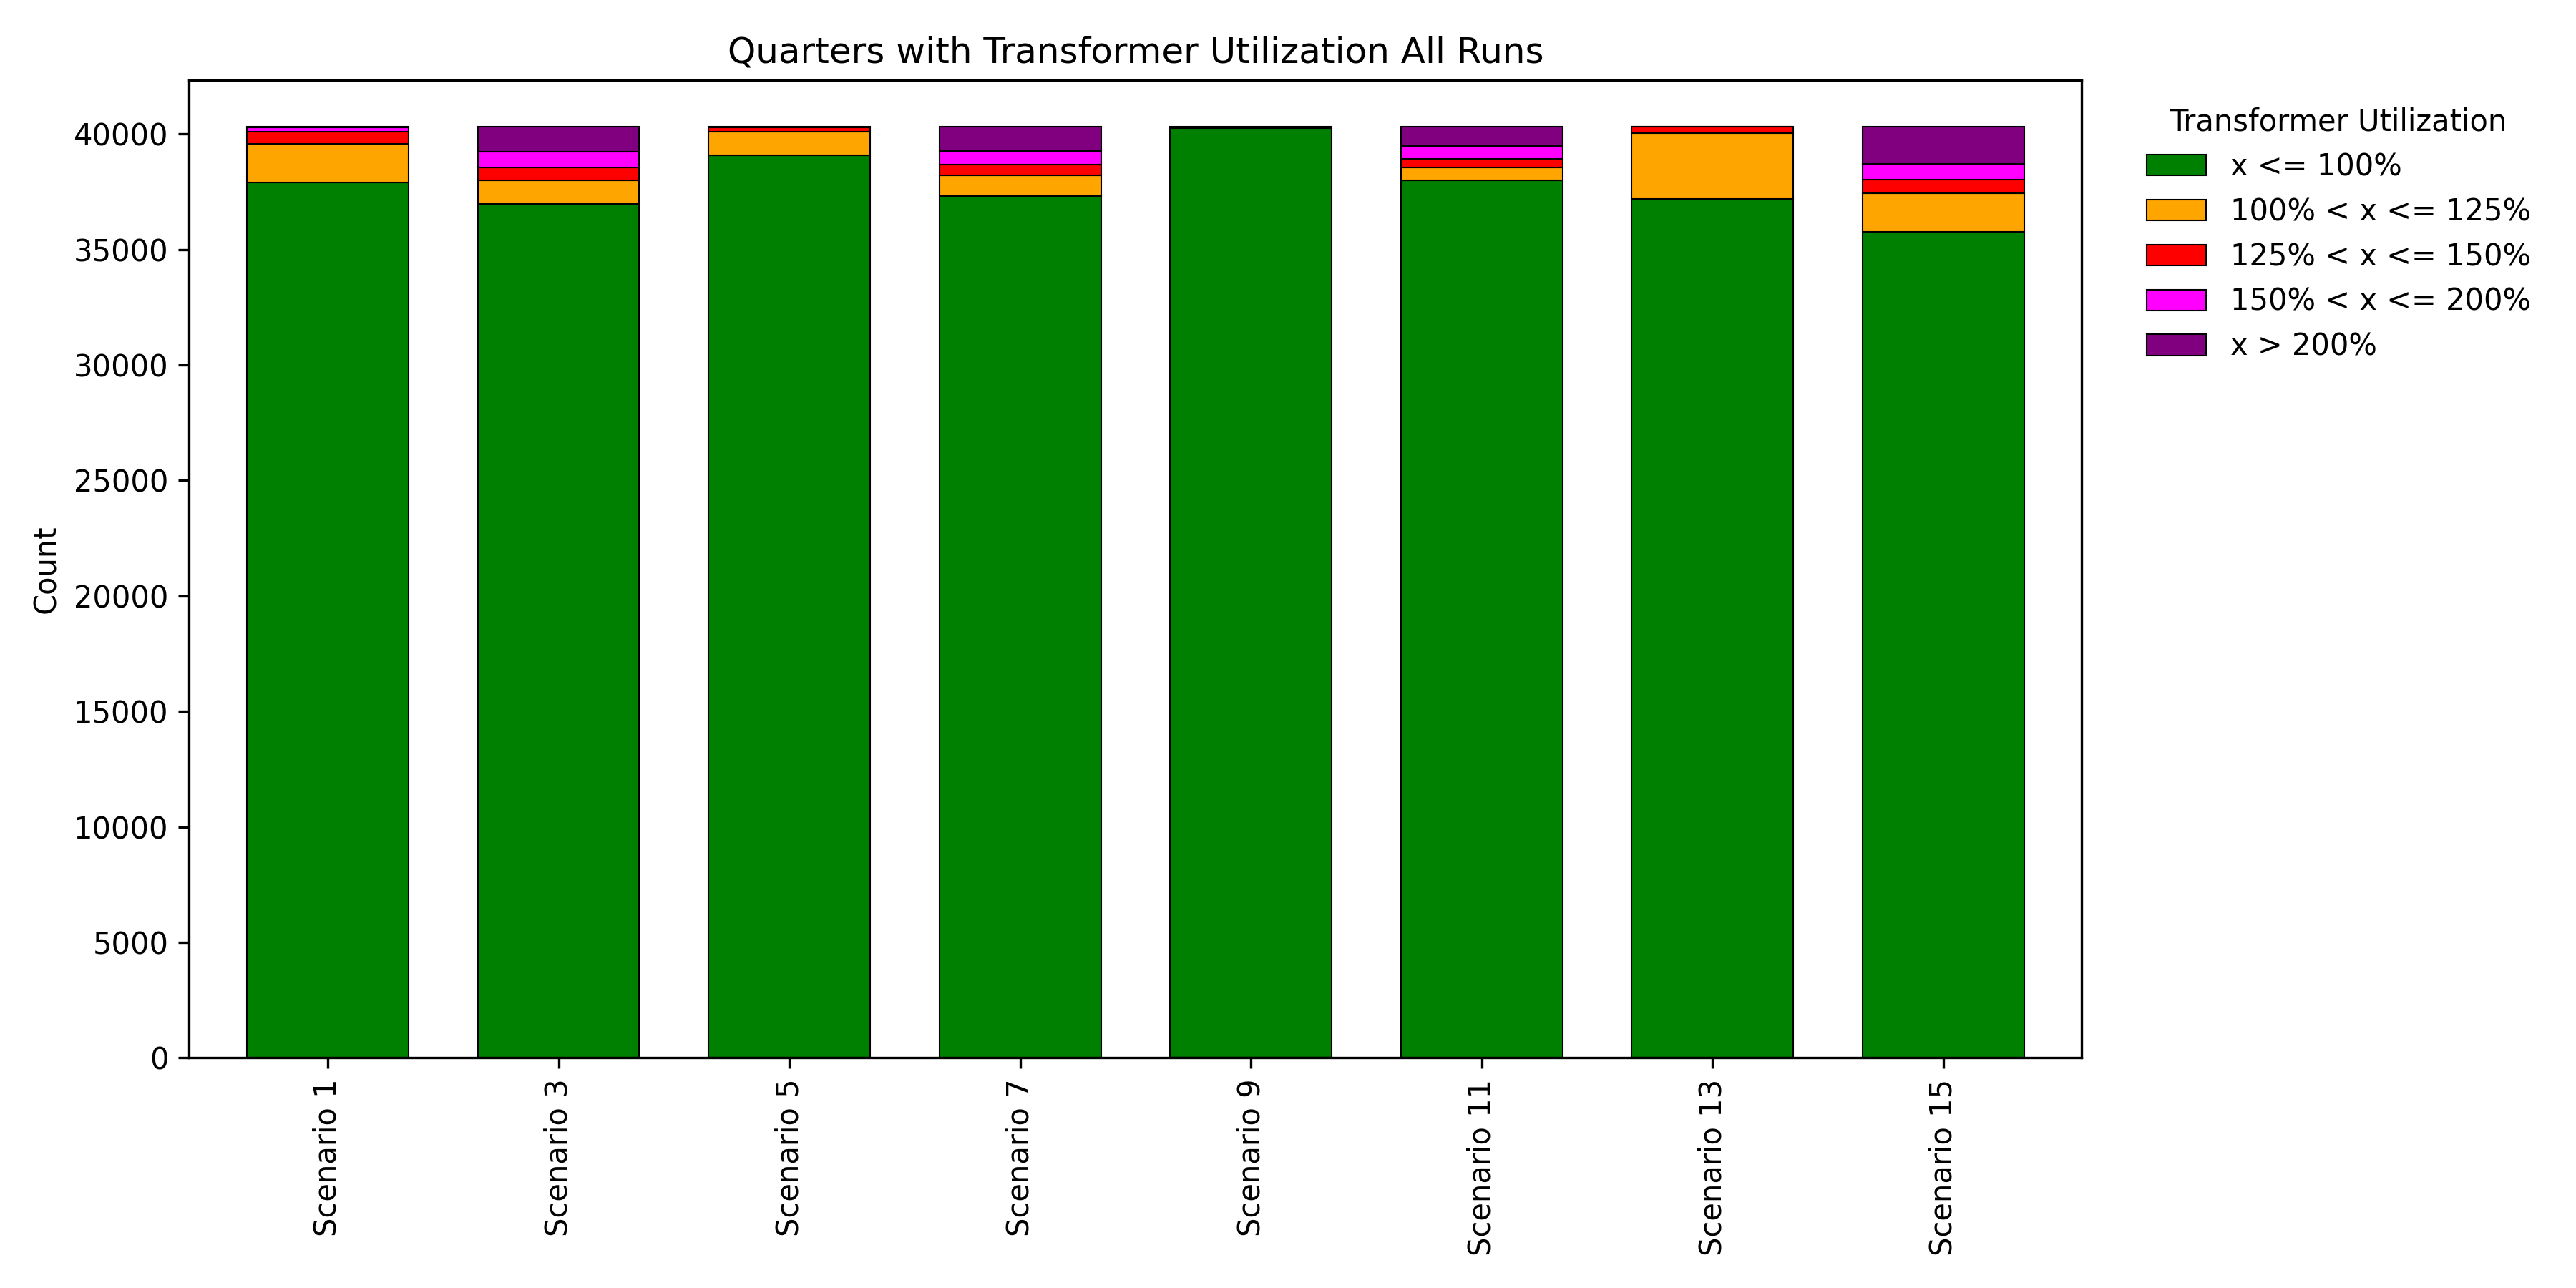 Quarters with Transformer Utilization All Runs
Count
40000
35000
30000
25000
20000
15000
10000
5000
0
Scenario 1
Scenario 3
Scenario 5
Scenario 7
Scenario 9
Scenario 11
Scenario 13
Scenario 15
Transformer Utilization
x <= 100%
100% < x <= 125%
125% < x <= 150%
150% < x <= 200%
x > 200%